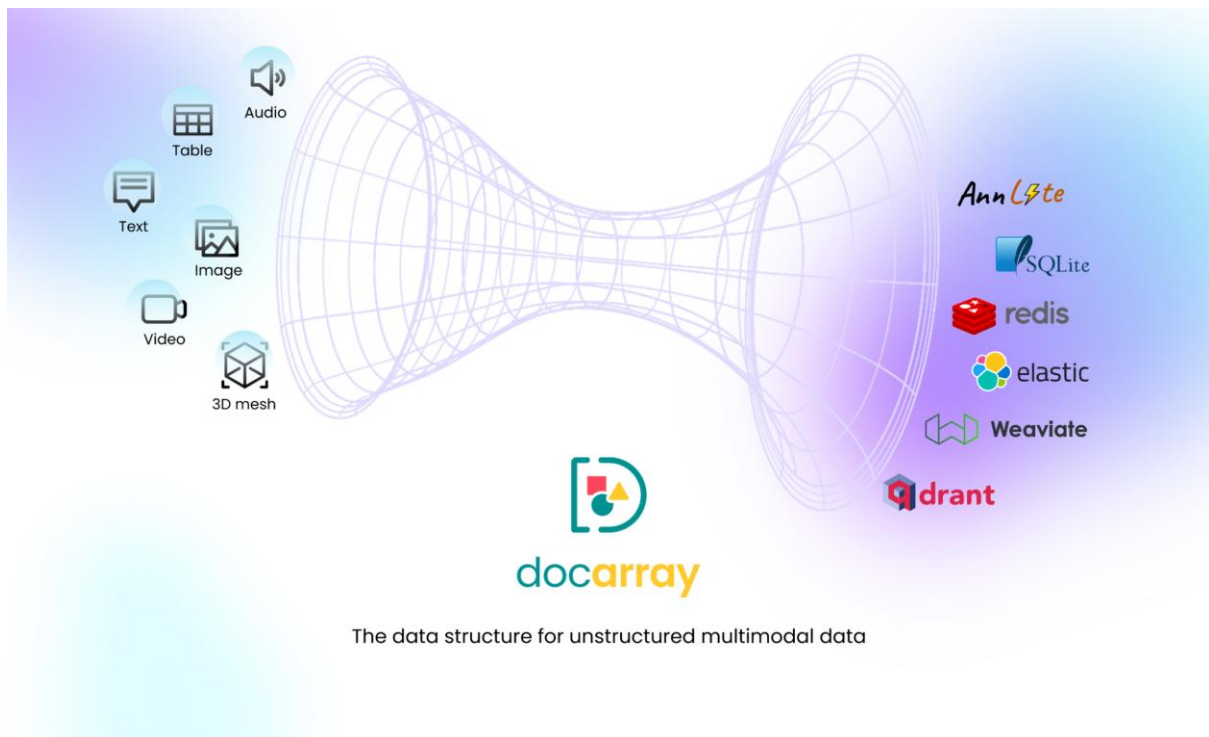 Audio
Table
Text
Image
Video
3D mesh
AnnLite
SQLite
redis
elastic
Weaviate
qdrant
docarray
The data structure for unstructured multimodal data